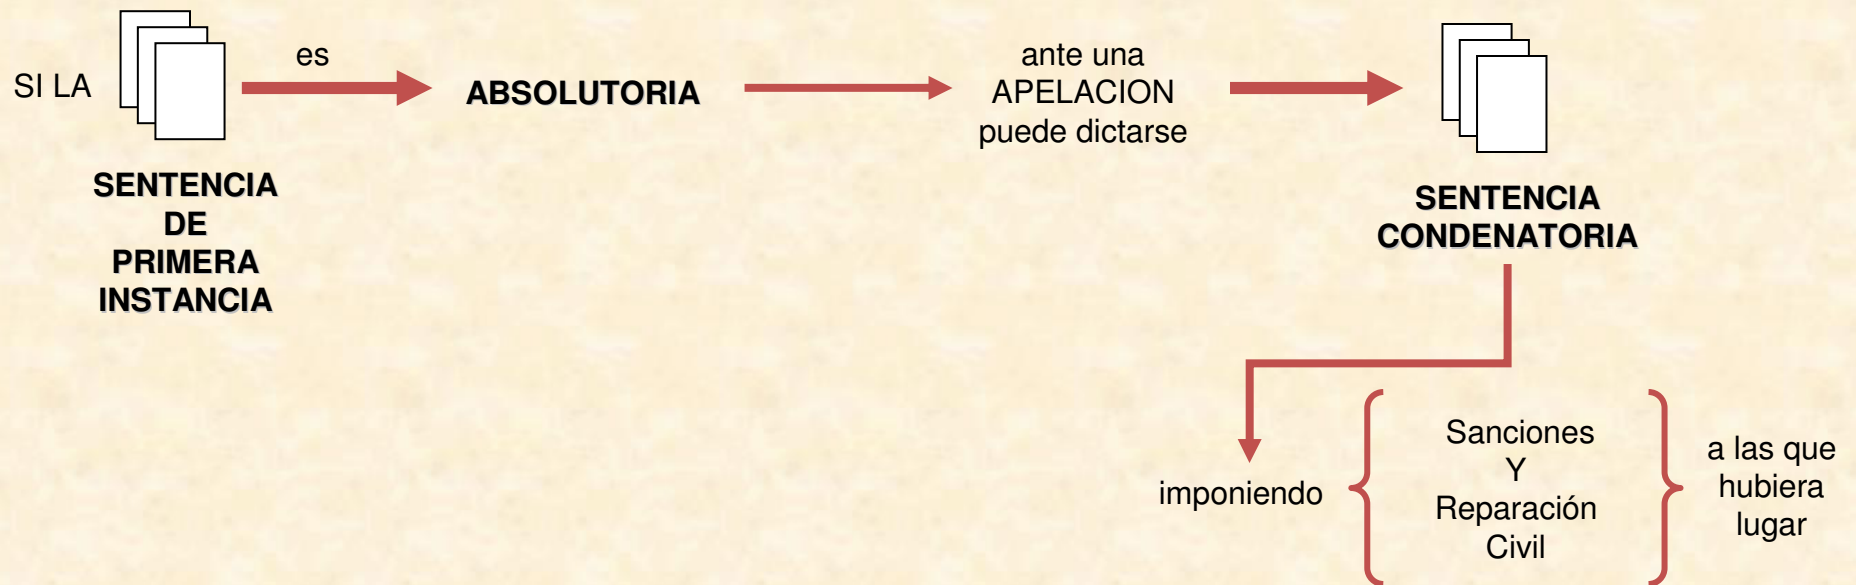 SI LA
SENTENCIA
DE
PRIMERA
INSTANCIA
es
ABSOLUTORIA
ante una
APELACION
puede dictarse
SENTENCIA
CONDENATORIA
imponiendo
Sanciones
Y
Reparación
Civil
a las que
hubiera
lugar